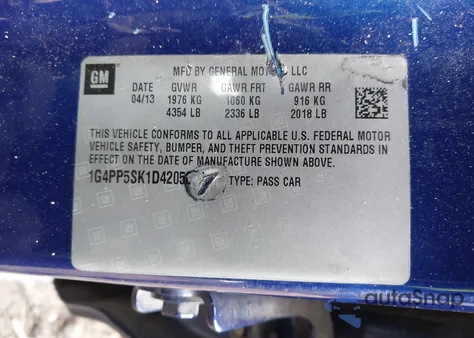 GM
MFD BY GENERAL MOTORS LLC
DATE GVWR GAWR FRT GAWR RR
04/13 1976 KG 1060 KG 916 KG
4354 LB 2336 LB 2018 LB
THIS VEHICLE CONFORMS TO ALL APPLICABLE U.S. FEDERAL MOTOR
VEHICLE SAFETY, BUMPER, AND THEFT PREVENTION STANDARDS IN
EFFECT ON THE DATE OF MANUFACTURE SHOWN ABOVE.
TYPE: PASS CAR
autoSnap